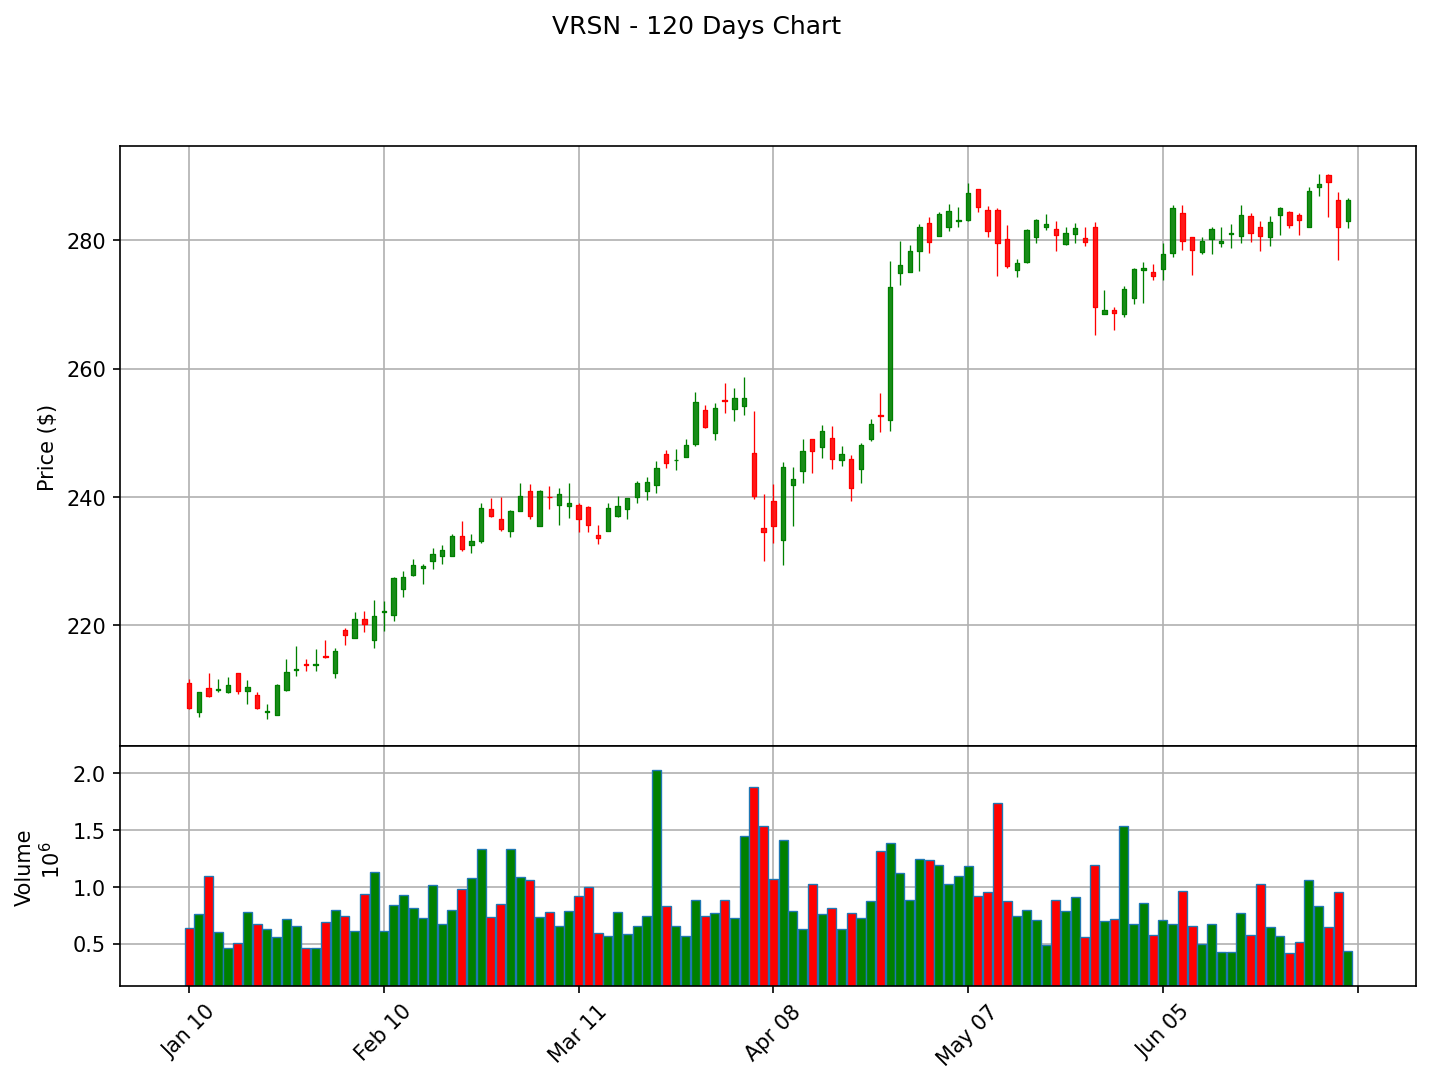 VRSN - 120 Days Chart
Price ($)
280
260
240
220
Volume
10^6
2.0
1.5
1.0
0.5
Jan 10
Feb 10
Mar 11
Apr 08
May 07
Jun 05